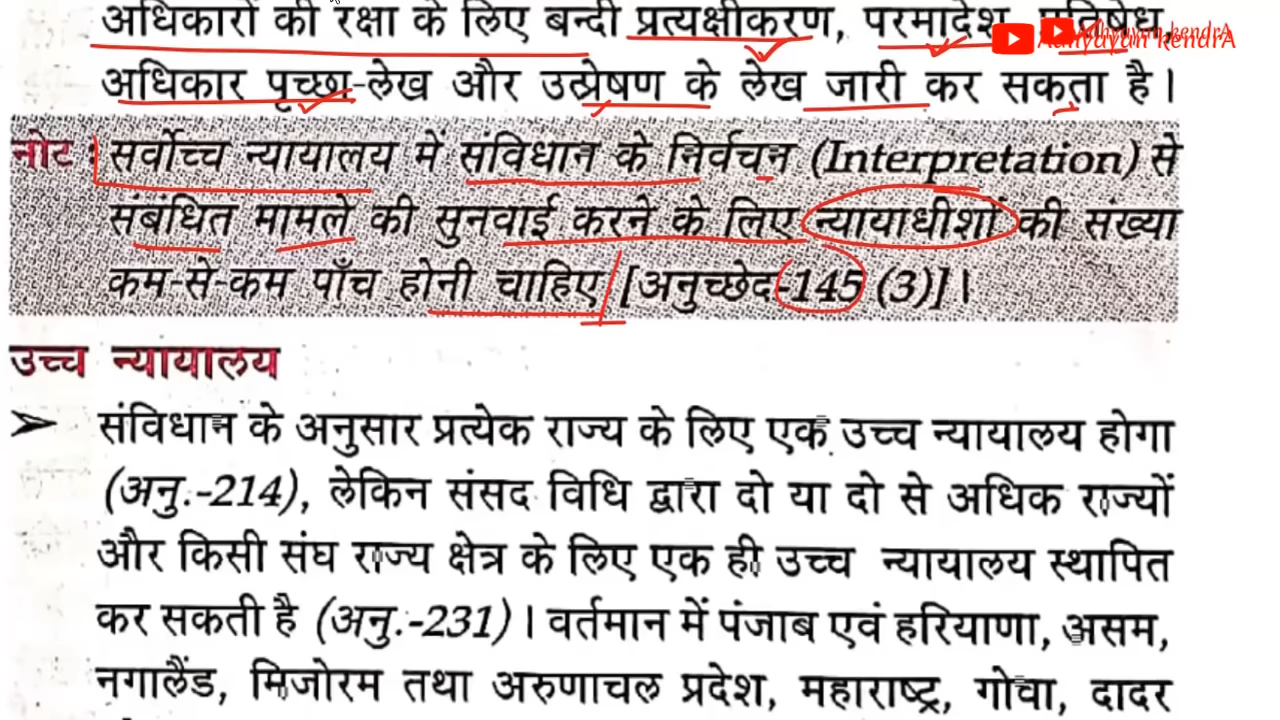 अधिकारों की रक्षा के लिए बन्दी प्रत्यक्षीकरण, परमादेश, प्रतिषेध,
Adhyayan kendrA
अधिकार पृच्छा-लेख और उत्प्रेषण के लेख जारी कर सकता है।
नोट : सर्वोच्च न्यायालय में संविधान के निर्वचन (Interpretation) से
संबंधित मामले की सुनवाई करने के लिए न्यायाधीशों की संख्या
कम-से-कम पाँच होनी चाहिए [अनुच्छेद-145 (3)]।
उच्च न्यायालय
➤ संविधान के अनुसार प्रत्येक राज्य के लिए एक उच्च न्यायालय होगा
(अनु.-214), लेकिन संसद विधि द्वारा दो या दो से अधिक राज्यों
और किसी संघ राज्य क्षेत्र के लिए एक ही उच्च न्यायालय स्थापित
कर सकती है (अनु.-231)। वर्तमान में पंजाब एवं हरियाणा, असम,
नगालैंड, मिजोरम तथा अरुणाचल प्रदेश, महाराष्ट्र, गोवा, दादर